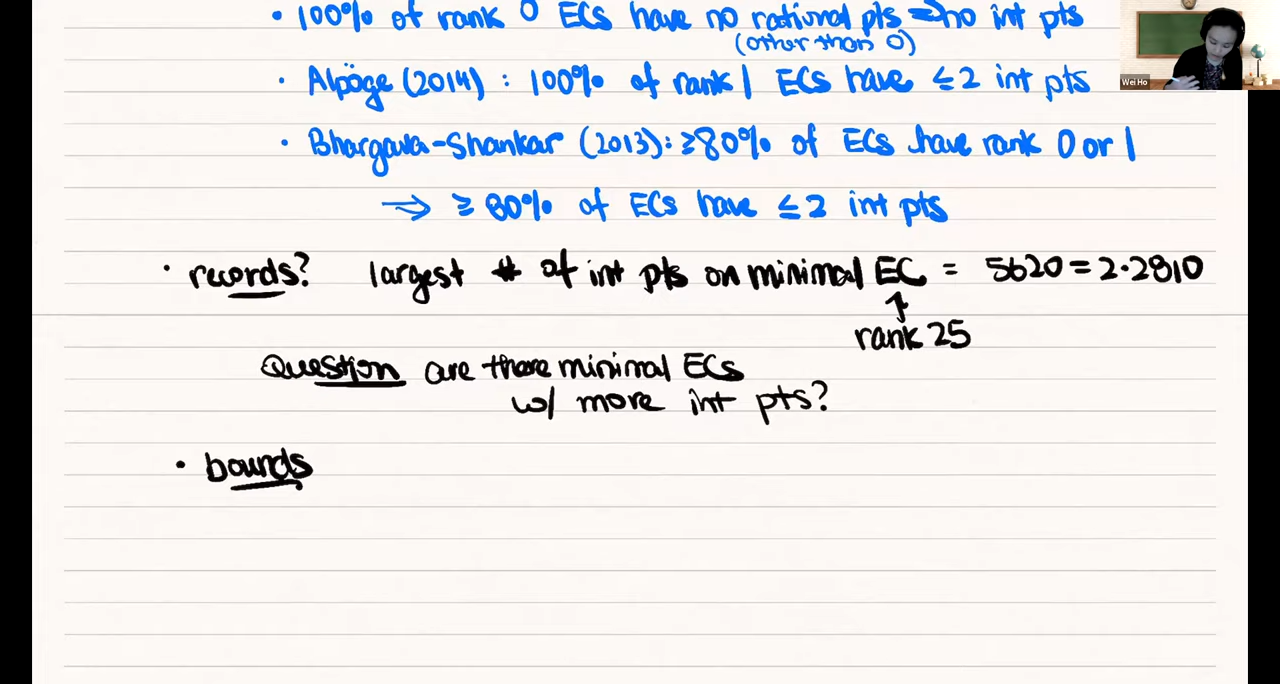 • 100% of rank 0 ECs have no rational pts ⇒ no int pts
(other than 0)
• Alpöge (2014) : 100% of rank 1 ECs have ≤ 2 int pts
• Bhargava-Shankar (2013): ≥80% of ECs have rank 0 or 1
⇒ ≥ 80% of ECs have ≤ 2 int pts
• records? largest # of int pts on minimal EC = 5620 = 2·2810
↑
rank 25
Question are there minimal ECs
w/ more int pts?
• bounds
Wei Ho